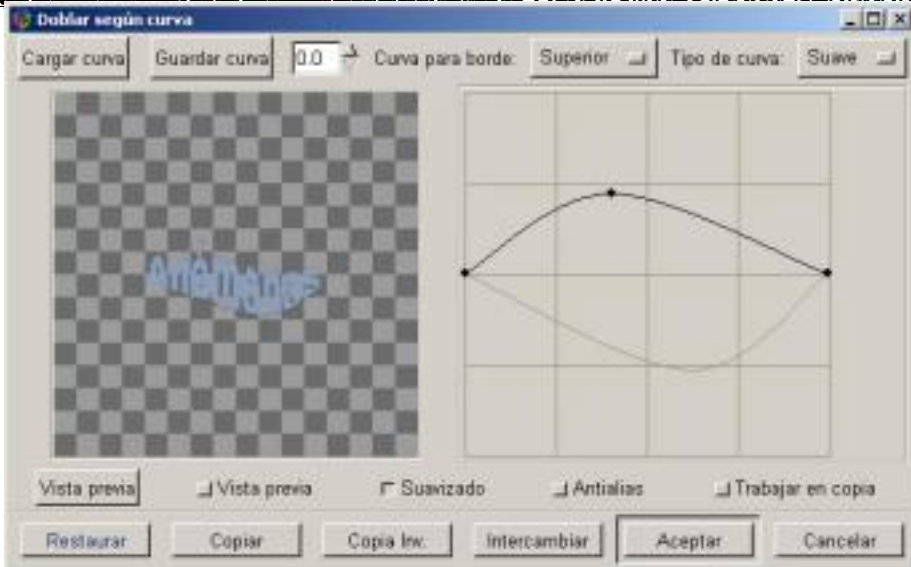 Doblar según curva
Cargar curva Guardar curva 0.0 Curva para borde: Superior Tipo de curva: Suave
Vista previa Vista previa Suavizado Antialias Trabajar en copia
Restaurar Copiar Copia Inv. Intercambiar Aceptar Cancelar